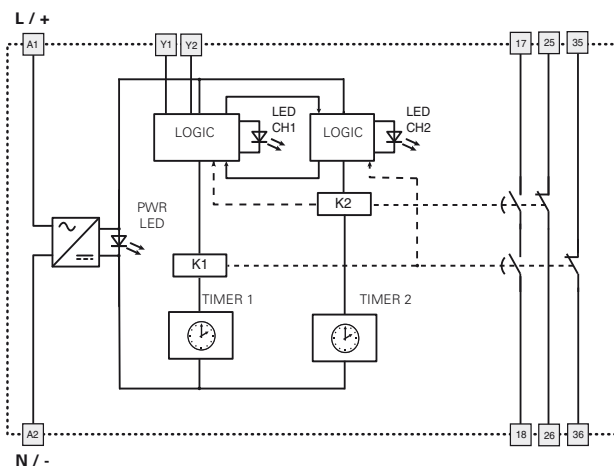 L / +
A1
Y1
Y2
17
25
35
LED
CH1
LED
CH2
LOGIC
LOGIC
K2
PWR
LED
K1
TIMER 1
TIMER 2
A2
18
26
36
N / -